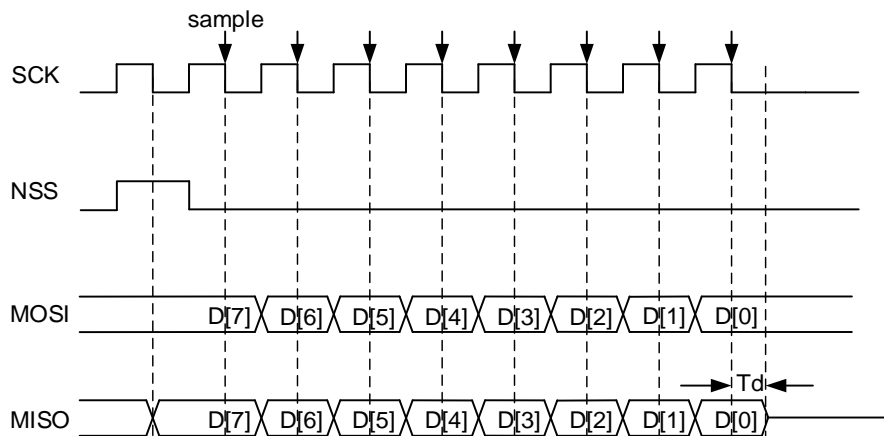 sample
SCK
NSS
MOSI D[7] D[6] D[5] D[4] D[3] D[2] D[1] D[0]
Td
MISO D[7] D[6] D[5] D[4] D[3] D[2] D[1] D[0]